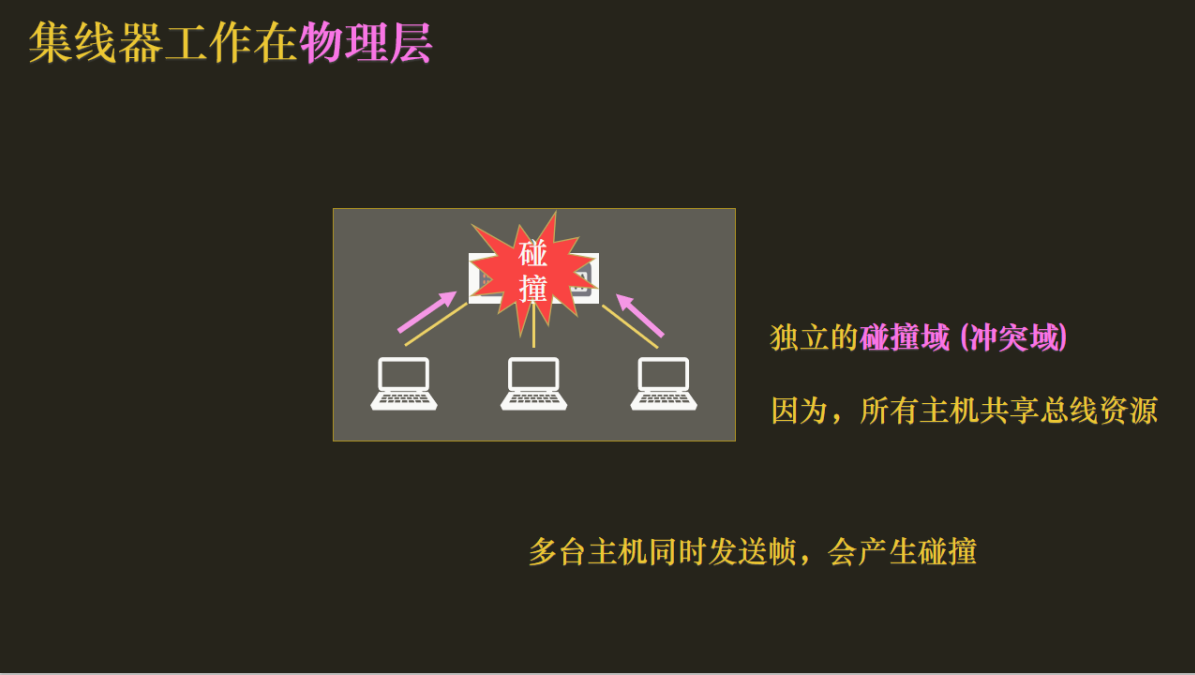 集线器工作在物理层
碰
撞
独立的碰撞域 (冲突域)
因为，所有主机共享总线资源
多台主机同时发送帧，会产生碰撞